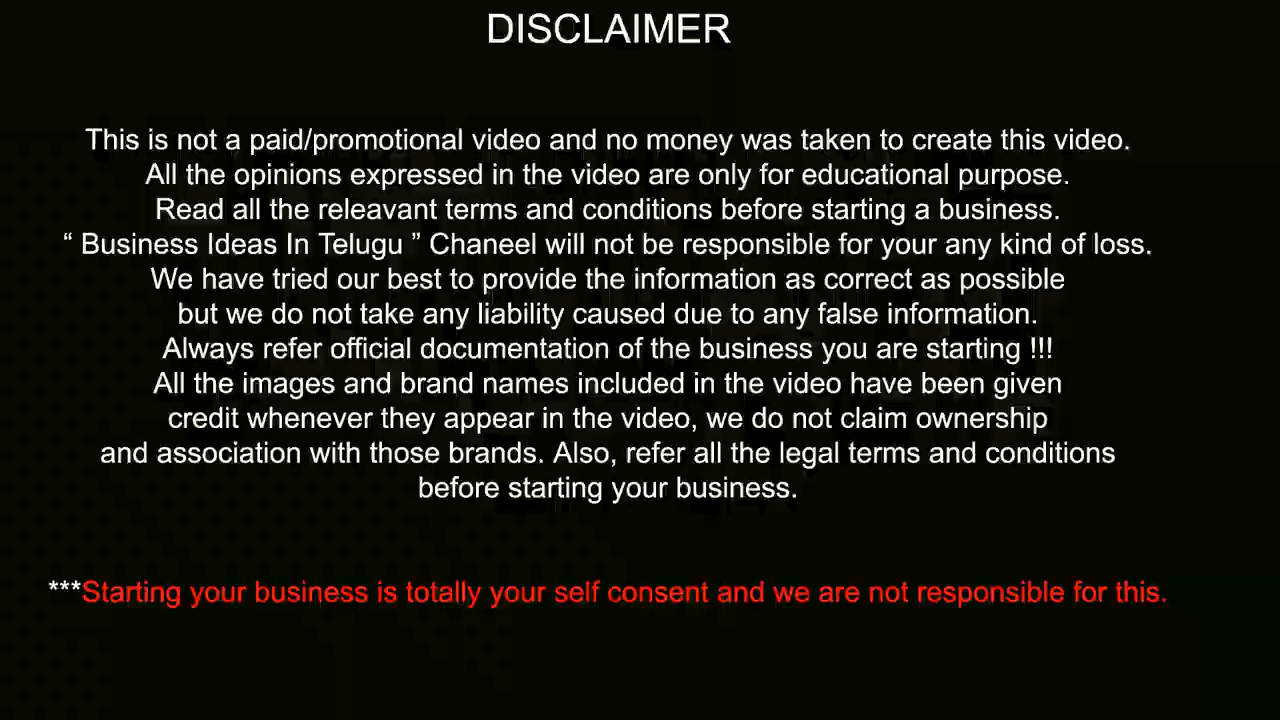 DISCLAIMER
This is not a paid/promotional video and no money was taken to create this video.
All the opinions expressed in the video are only for educational purpose.
Read all the releavant terms and conditions before starting a business.
“ Business Ideas In Telugu ” Chaneel will not be responsible for your any kind of loss.
We have tried our best to provide the information as correct as possible
but we do not take any liability caused due to any false information.
Always refer official documentation of the business you are starting !!!
All the images and brand names included in the video have been given
credit whenever they appear in the video, we do not claim ownership
and association with those brands. Also, refer all the legal terms and conditions
before starting your business.
***Starting your business is totally your self consent and we are not responsible for this.